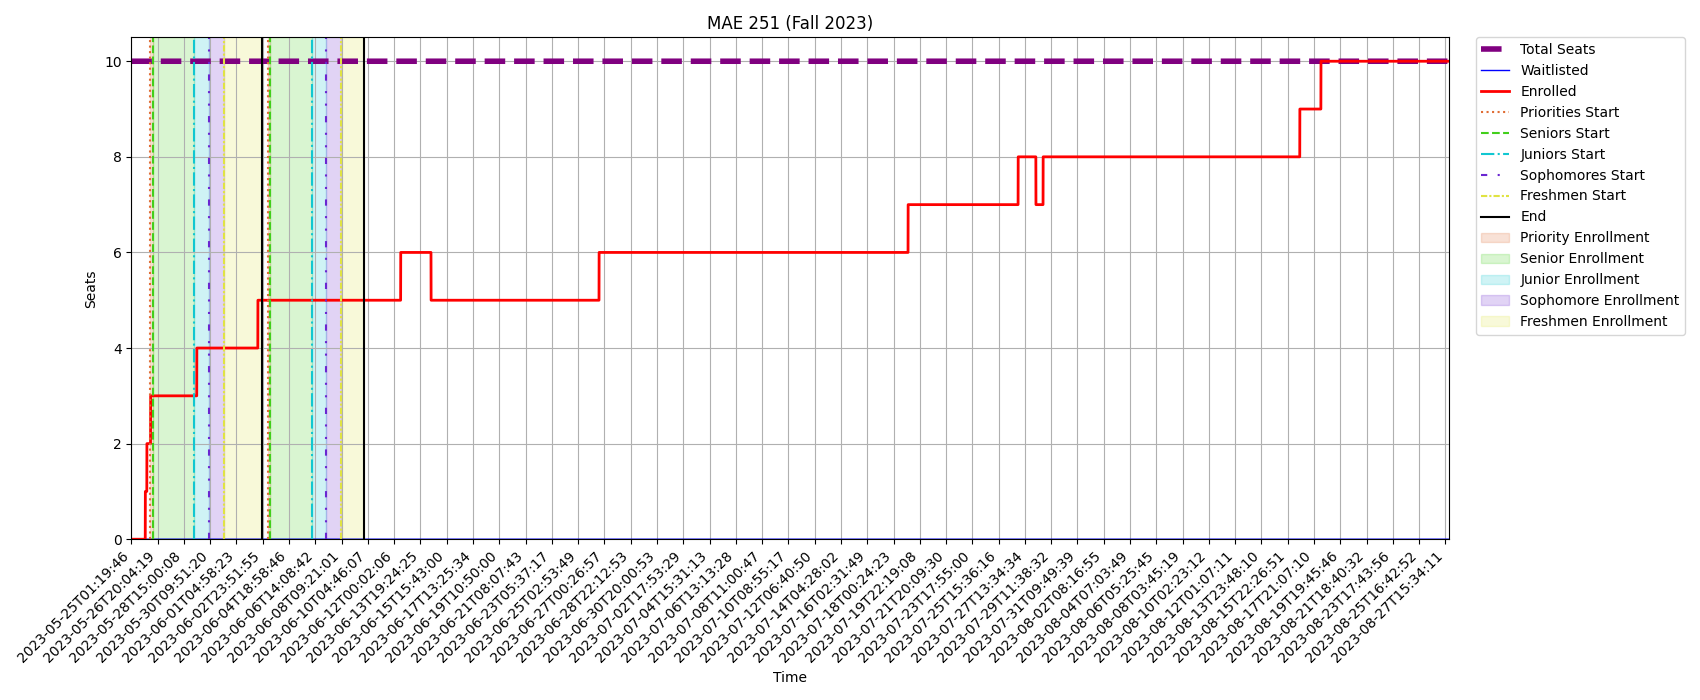 MAE 251 (Fall 2023)
Seats
10
8
6
4
2
0
2023-05-25T01:19:46
2023-05-26T20:04:19
2023-05-28T15:00:08
2023-05-30T09:51:20
2023-06-01T04:58:23
2023-06-02T23:51:55
2023-06-04T18:58:46
2023-06-06T14:08:42
2023-06-08T09:21:01
2023-06-10T04:46:07
2023-06-12T00:02:06
2023-06-13T19:24:25
2023-06-15T15:43:00
2023-06-17T13:25:34
2023-06-19T10:50:00
2023-06-21T08:07:43
2023-06-23T05:37:17
2023-06-25T02:53:49
2023-06-27T00:26:57
2023-06-28T22:12:53
2023-06-30T20:00:53
2023-07-02T17:53:29
2023-07-04T15:31:13
2023-07-06T13:13:28
2023-07-08T11:00:47
2023-07-10T08:55:17
2023-07-12T06:40:50
2023-07-14T04:28:02
2023-07-16T02:31:49
2023-07-18T00:24:23
2023-07-19T22:19:08
2023-07-21T20:09:30
2023-07-23T17:55:00
2023-07-25T15:36:16
2023-07-27T13:34:34
2023-07-29T11:38:32
2023-07-31T09:49:39
2023-08-02T08:16:55
2023-08-04T07:03:49
2023-08-06T05:25:45
2023-08-08T03:45:19
2023-08-10T02:23:12
2023-08-12T01:07:11
2023-08-13T23:48:10
2023-08-15T22:26:51
2023-08-17T21:07:10
2023-08-19T19:45:46
2023-08-21T18:40:32
2023-08-23T17:43:56
2023-08-25T16:42:52
2023-08-27T15:34:11
Time
Total Seats
Waitlisted
Enrolled
Priorities Start
Seniors Start
Juniors Start
Sophomores Start
Freshmen Start
End
Priority Enrollment
Senior Enrollment
Junior Enrollment
Sophomore Enrollment
Freshmen Enrollment